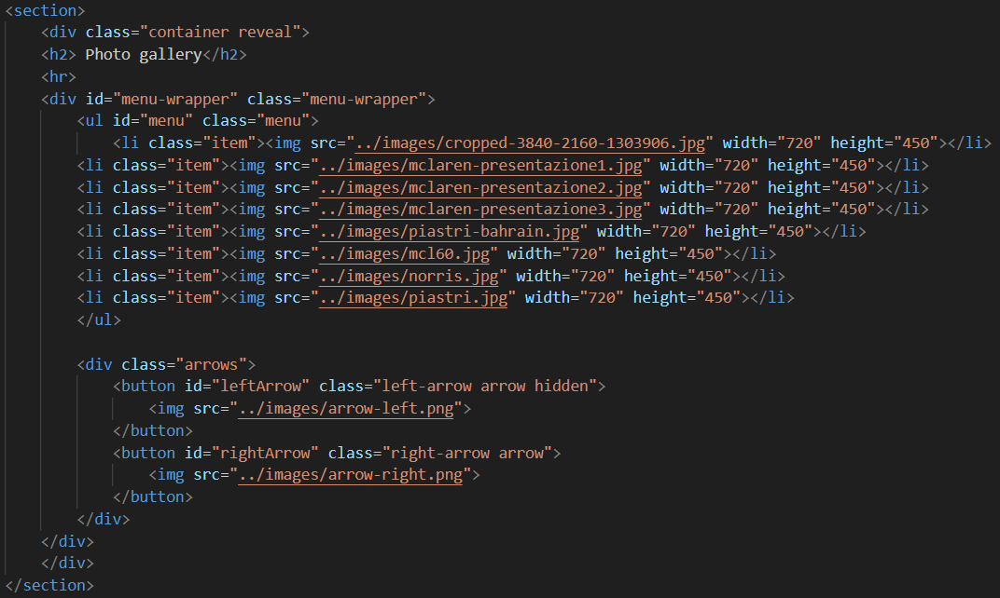 <section>
    <div class="container reveal">
    <h2> Photo gallery</h2>
    <hr>
    <div id="menu-wrapper" class="menu-wrapper">
        <ul id="menu" class="menu">
            <li class="item"><img src="../images/cropped-3840-2160-1303906.jpg" width="720" height="450"></li>
        <li class="item"><img src="../images/mclaren-presentazione1.jpg" width="720" height="450"></li>
        <li class="item"><img src="../images/mclaren-presentazione2.jpg" width="720" height="450"></li>
        <li class="item"><img src="../images/mclaren-presentazione3.jpg" width="720" height="450"></li>
        <li class="item"><img src="../images/piastri-bahrain.jpg" width="720" height="450"></li>
        <li class="item"><img src="../images/mcl60.jpg" width="720" height="450"></li>
        <li class="item"><img src="../images/norris.jpg" width="720" height="450"></li>
        <li class="item"><img src="../images/piastri.jpg" width="720" height="450"></li>
        </ul>

        <div class="arrows">
            <button id="leftArrow" class="left-arrow arrow hidden">
                <img src="../images/arrow-left.png">
            </button>
            <button id="rightArrow" class="right-arrow arrow">
                <img src="../images/arrow-right.png">
            </button>
        </div>
    </div>
    </div>
</section>